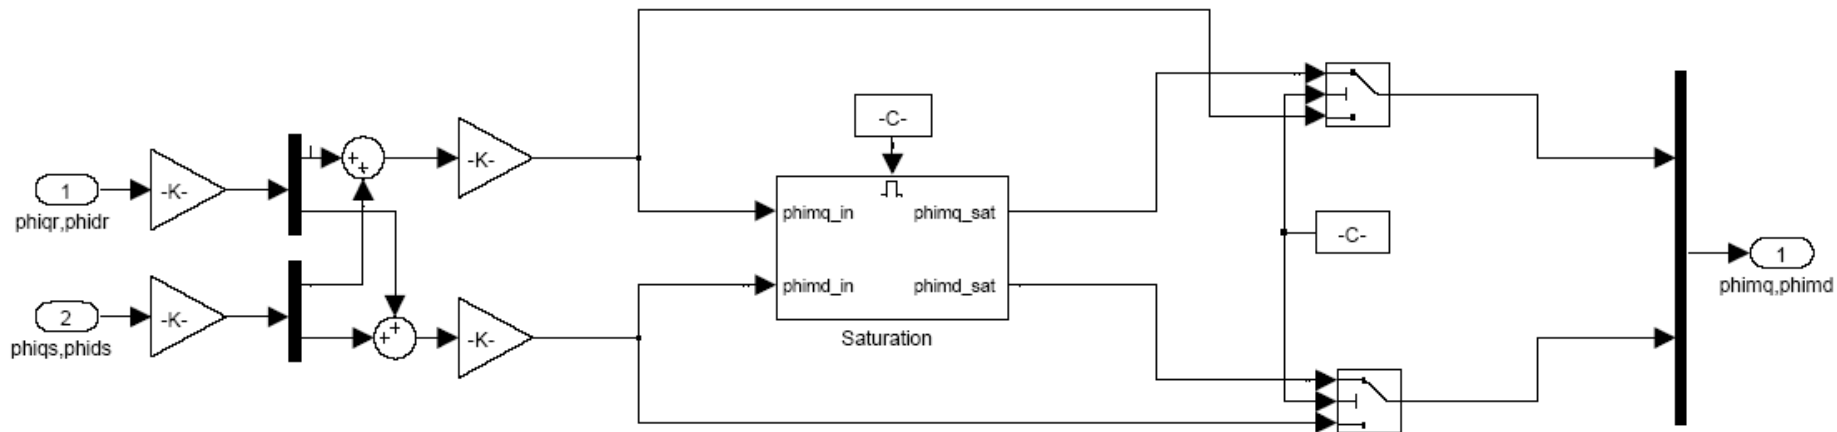 -C-
1
-K-
+
+
-K-
phimq_in
phimq_sat
phiqr,phidr
-C-
1
phimq,phimd
phimd_in
phimd_sat
2
-K-
+
+
-K-
phiqs,phids
Saturation